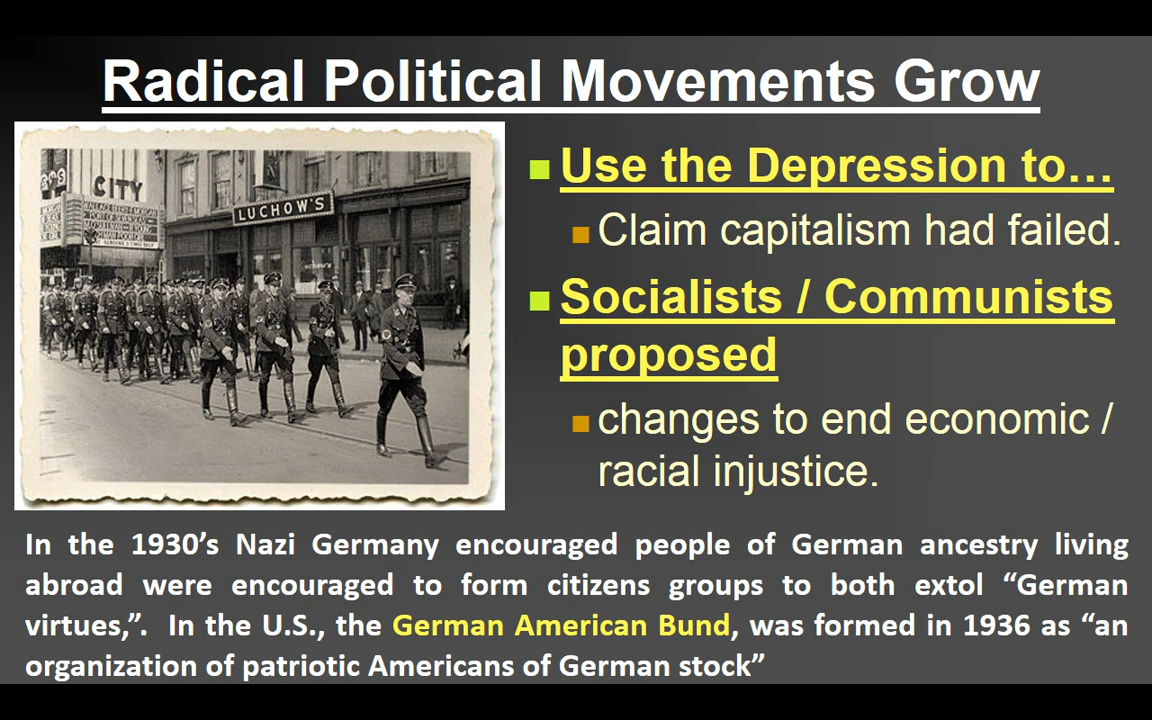 Radical Political Movements Grow
CITY
LUCHOW'S
Use the Depression to…
Claim capitalism had failed.
Socialists / Communists
proposed
changes to end economic /
racial injustice.
In the 1930’s Nazi Germany encouraged people of German ancestry living
abroad were encouraged to form citizens groups to both extol “German
virtues,”. In the U.S., the German American Bund, was formed in 1936 as “an
organization of patriotic Americans of German stock”